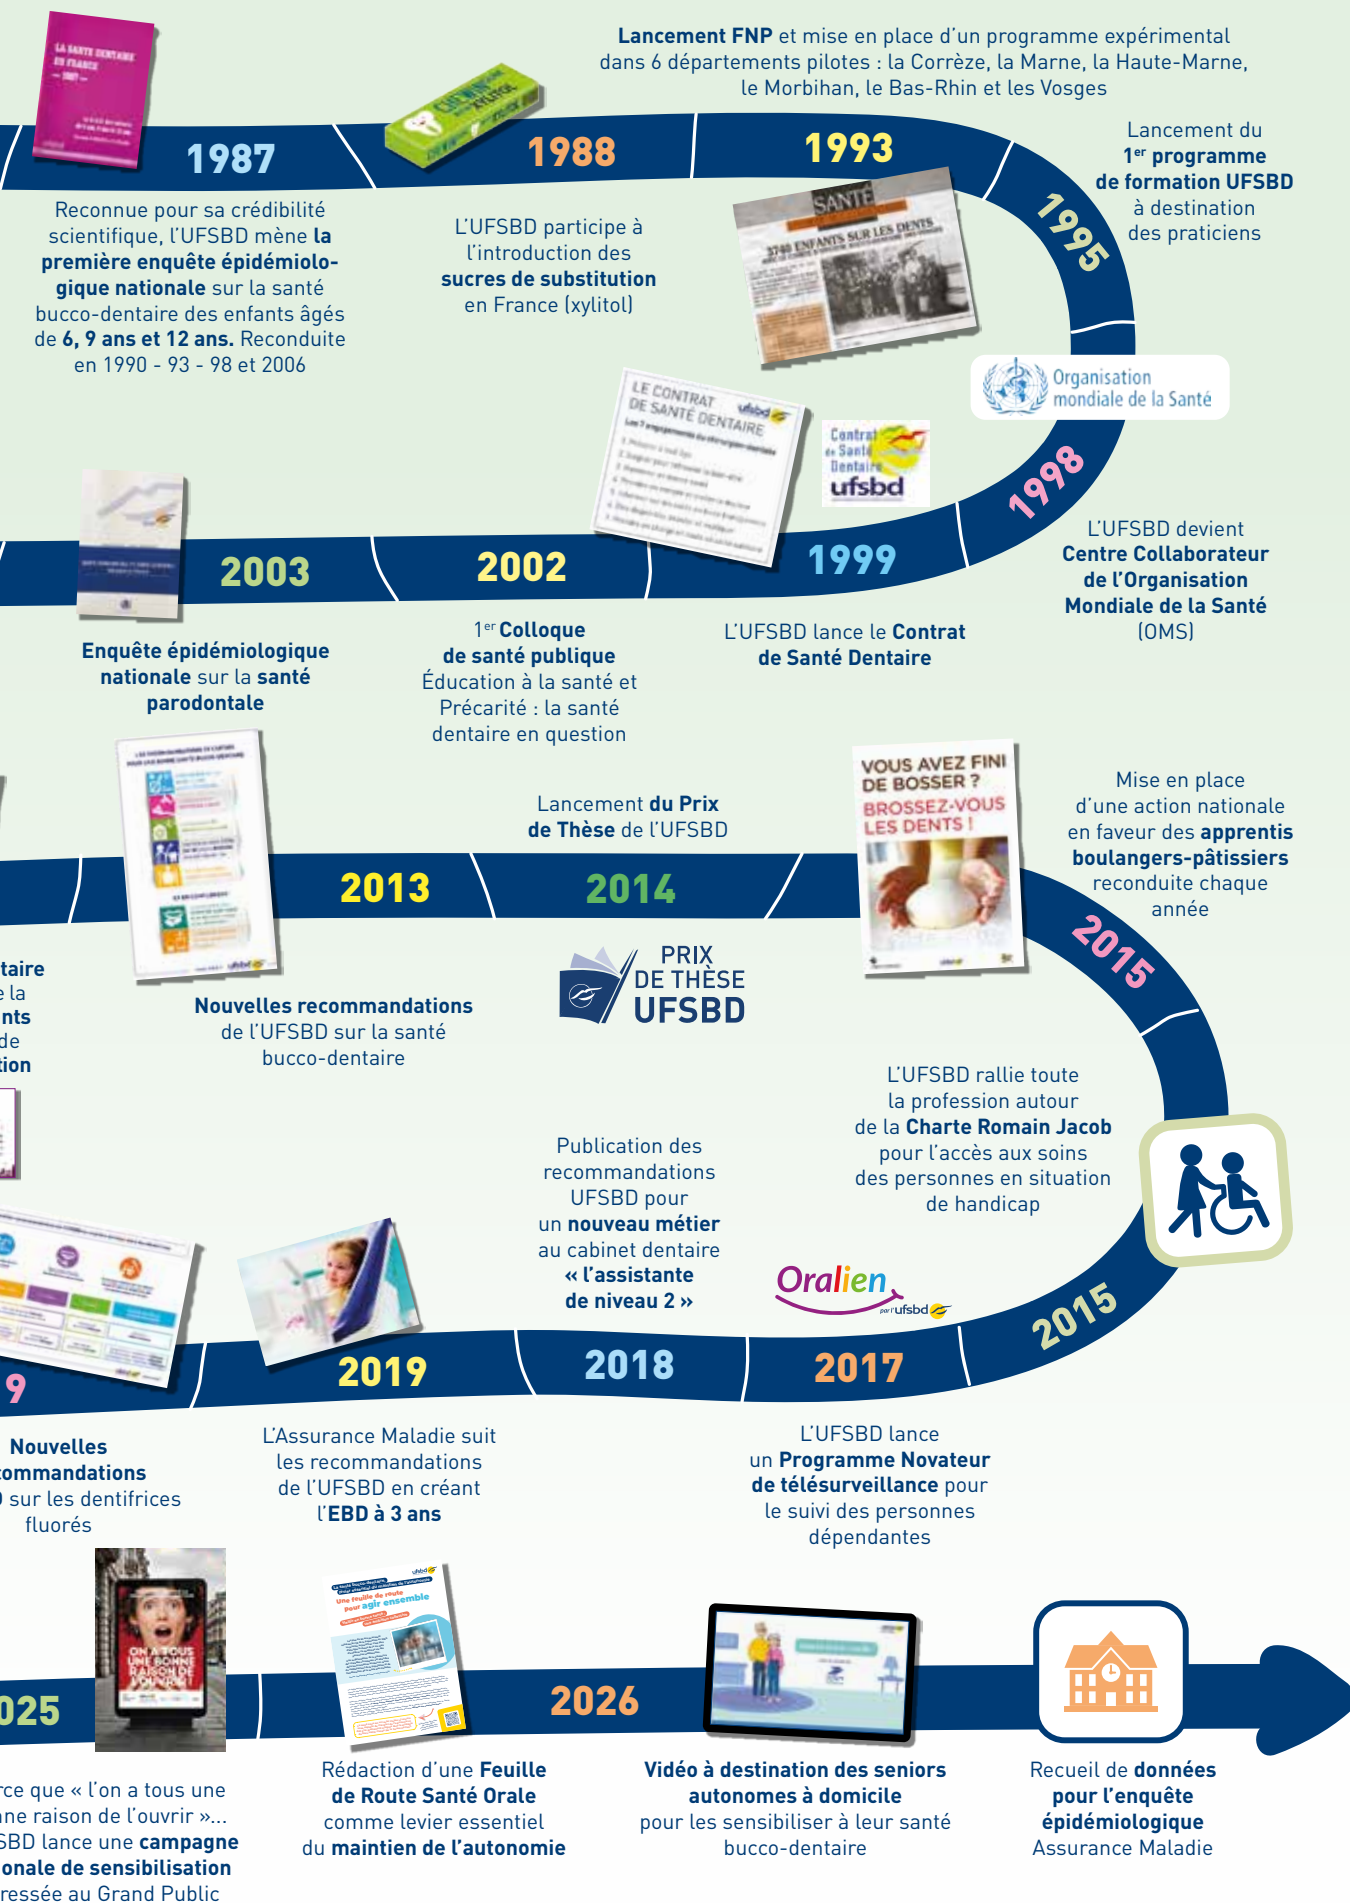 Lancement FNP et mise en place d'un programme expérimental
dans 6 départements pilotes : la Corrèze, la Marne, la Haute-Marne,
le Morbihan, le Bas-Rhin et les Vosges
LA SANTE DENTAIRE
EN FRANCE
1987
1987
XYLITOL
1988
1993
1995
Lancement du
1er programme
de formation UFSBD
à destination
des praticiens
Reconnue pour sa crédibilité
scientifique, l'UFSBD mène la
première enquête épidémiolo-
gique nationale sur la santé
bucco-dentaire des enfants âgés
de 6, 9 ans et 12 ans. Reconduite
en 1990 - 93 - 98 et 2006
L'UFSBD participe à
l'introduction des
sucres de substitution
en France (xylitol)
SANTÉ
3740 ENFANTS SUR LES DENTS
Organisation
mondiale de la Santé
LE CONTRAT
DE SANTÉ DENTAIRE
ufsbd
Les 7 engagements du chirurgien-dentiste
Contrat
de Santé
Dentaire
ufsbd
1998
L'UFSBD devient
Centre Collaborateur
de l'Organisation
Mondiale de la Santé
(OMS)
2003
2002
1999
Enquête épidémiologique
nationale sur la santé
parodontale
1er Colloque
de santé publique
Éducation à la santé et
Précarité : la santé
dentaire en question
L'UFSBD lance le Contrat
de Santé Dentaire
Lancement du Prix
de Thèse de l'UFSBD
VOUS AVEZ FINI
DE BOSSER ?
BROSSEZ-VOUS
LES DENTS !
Mise en place
d'une action nationale
en faveur des apprentis
boulangers-pâtissiers
reconduite chaque
année
2013
2014
2015
taire
e la
nts
de
tion
Nouvelles recommandations
de l'UFSBD sur la santé
bucco-dentaire
PRIX
DE THÈSE
UFSBD
L'UFSBD rallie toute
la profession autour
de la Charte Romain Jacob
pour l'accès aux soins
des personnes en situation
de handicap
Publication des
recommandations
UFSBD pour
un nouveau métier
au cabinet dentaire
« l'assistante
de niveau 2 »
Oralien
par l'ufsbd
2015
9
2019
2018
2017
Nouvelles
commandations
D sur les dentifrices
fluorés
L'Assurance Maladie suit
les recommandations
de l'UFSBD en créant
l'EBD à 3 ans
L'UFSBD lance
un Programme Novateur
de télésurveillance pour
le suivi des personnes
dépendantes
ON A TOUS
UNE BONNE
RAISON DE
L'OUVRIR !
ufsbd
Une feuille de route
pour agir ensemble
025
2026
rce que « l'on a tous une
nne raison de l'ouvrir »...
SBD lance une campagne
onale de sensibilisation
ressée au Grand Public
Rédaction d'une Feuille
de Route Santé Orale
comme levier essentiel
du maintien de l'autonomie
Vidéo à destination des seniors
autonomes à domicile
pour les sensibiliser à leur santé
bucco-dentaire
Recueil de données
pour l'enquête
épidémiologique
Assurance Maladie